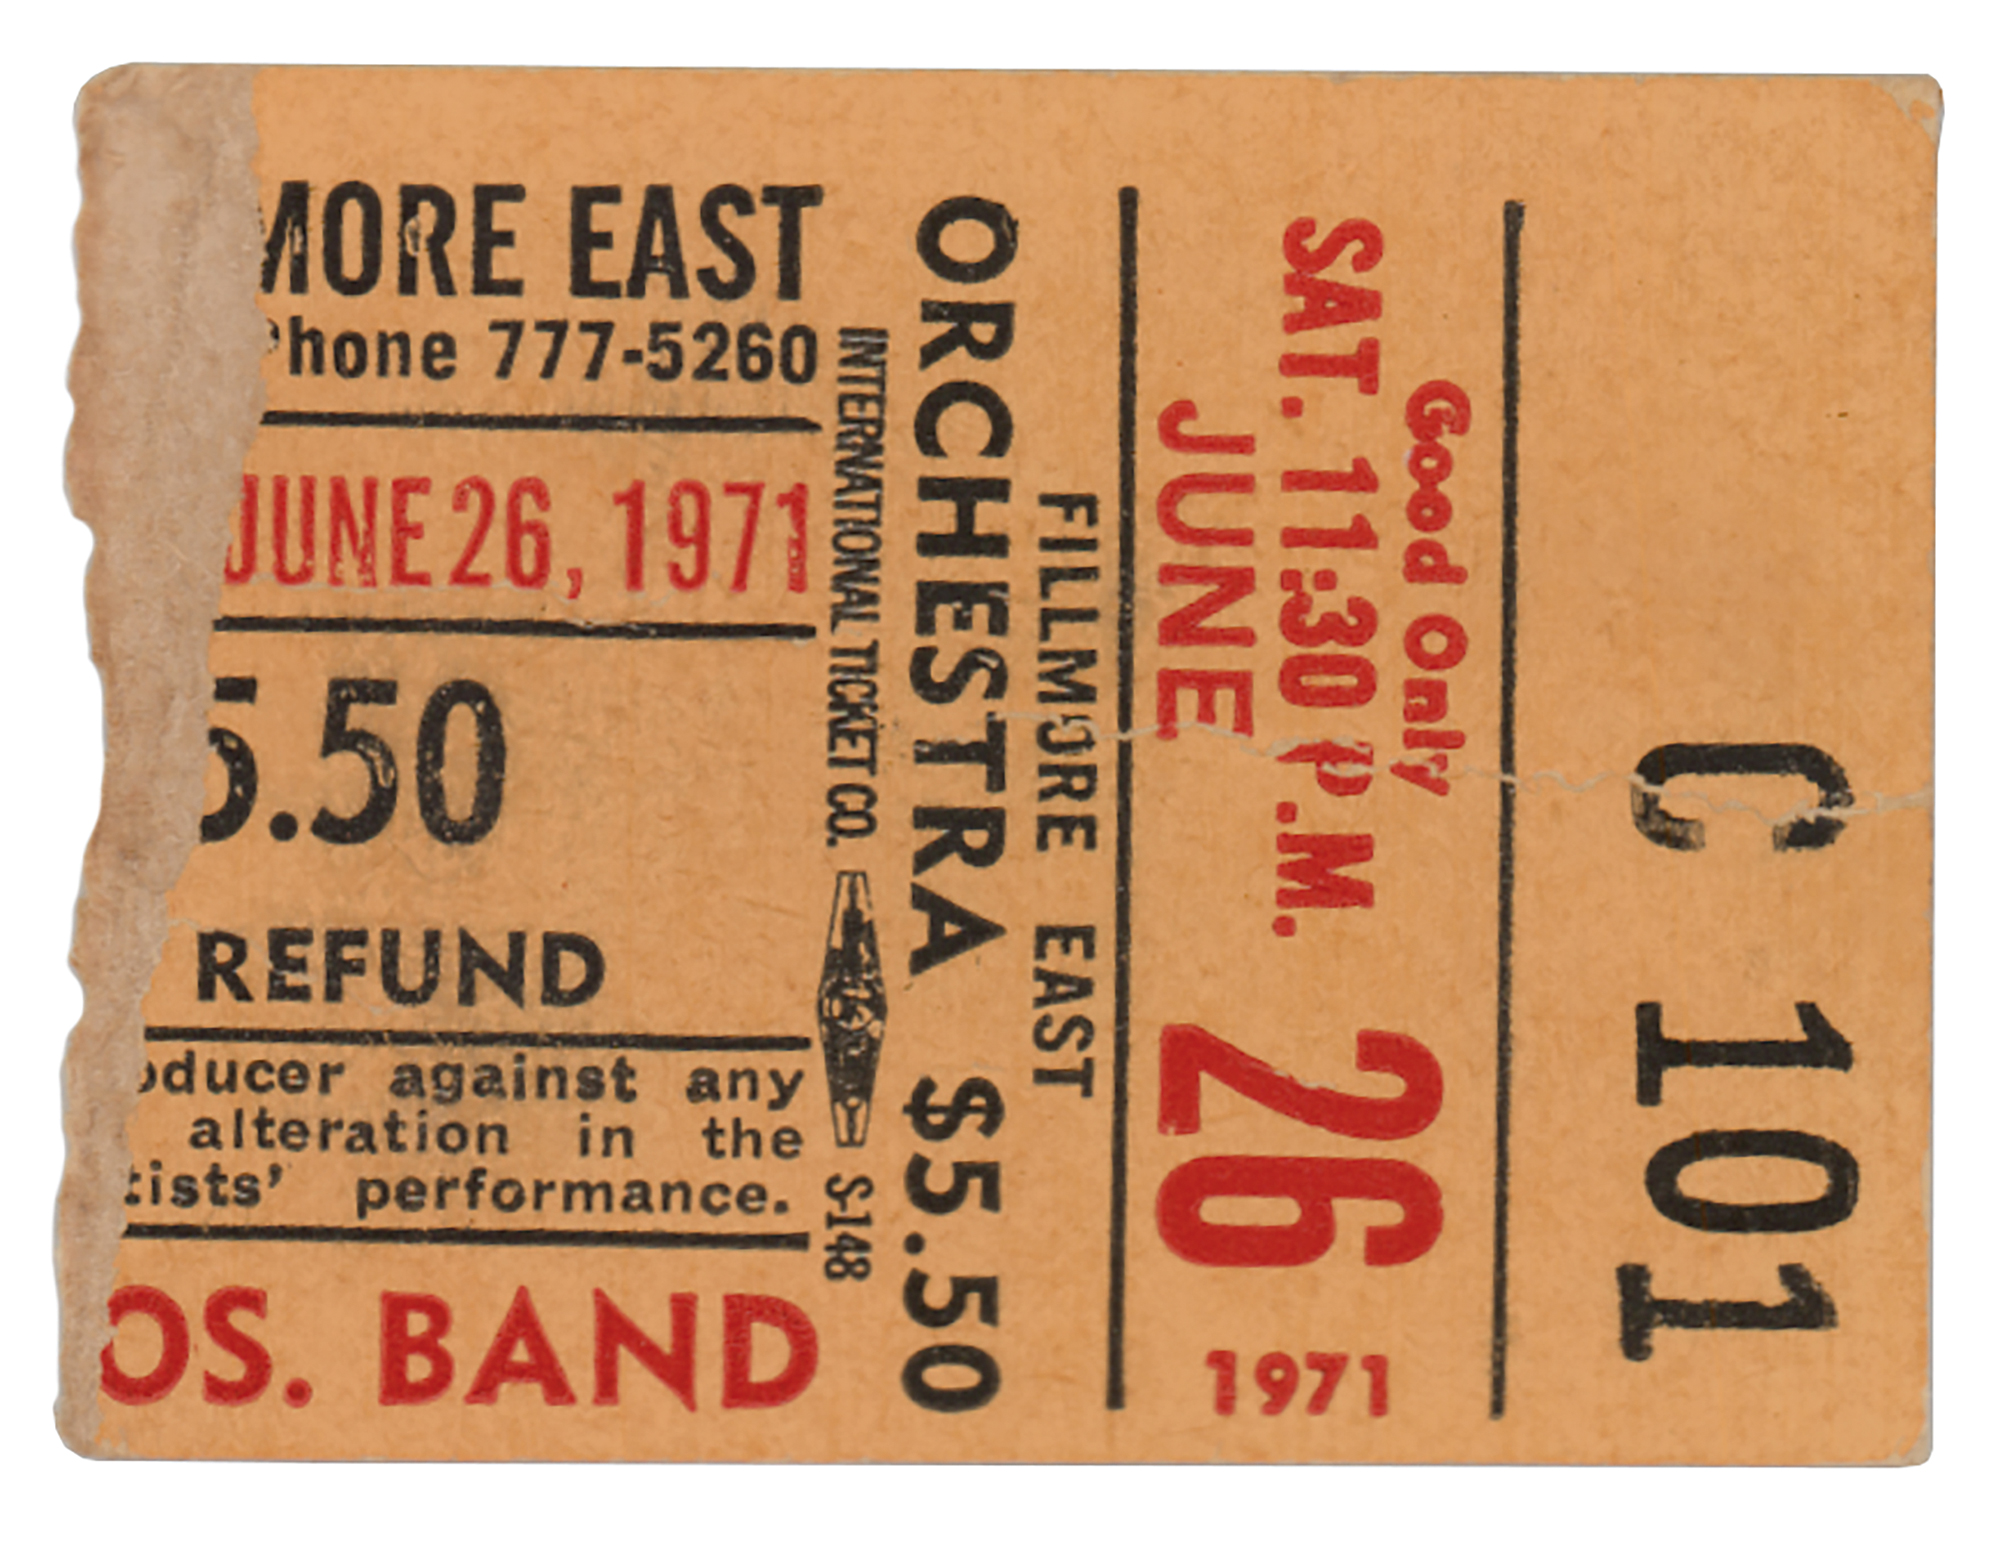 MORE EAST
Phone 777-5260
JUNE 26, 1971
5.50
REFUND
oducer against any
alteration in the
tists' performance.
OS. BAND
INTERNATIONAL TICKET CO. S-148
ORCHESTRA $5.50
FILLMORE EAST
JUNE 26
SAT. 11:30 P.M.
Good Only
1971
C 101